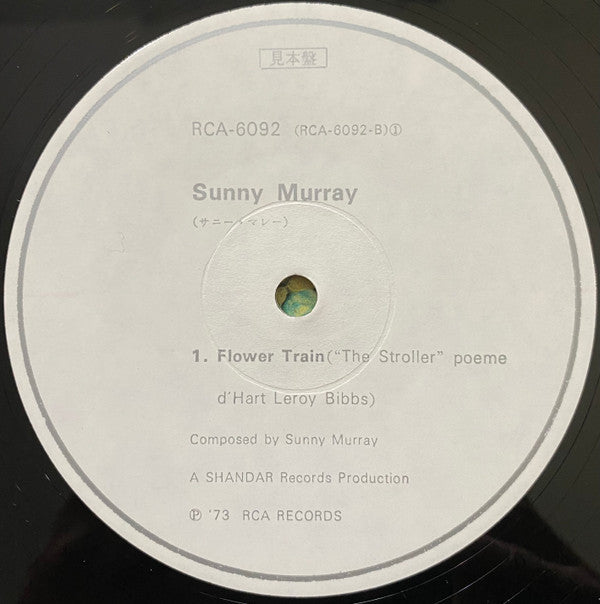 見本盤
RCA-6092 (RCA-6092-B)①
Sunny Murray
(サニー・マレー)
1. Flower Train(“The Stroller” poeme
d'Hart Leroy Bibbs)
Composed by Sunny Murray
A SHANDAR Records Production
Ⓟ '73 RCA RECORDS